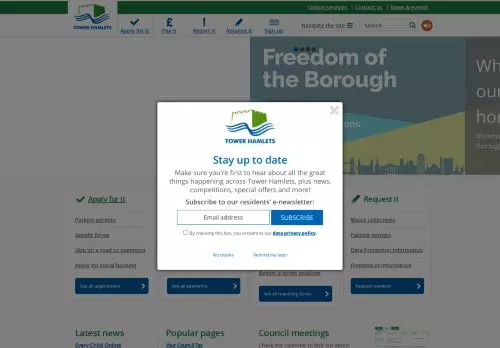 Online Services | Contact Us | News & Events
TOWER HAMLETS
Apply for it
Pay it
Report it
Request it
Sign up
Navigate the site
Search
Freedom of
the Borough
Wh
our
ho
Nomin
Borou
TOWER HAMLETS
Stay up to date
Make sure you're first to hear about all the great
things happening across Tower Hamlets, plus news,
competitions, special offers and more!
Subscribe to our residents' e-newsletter:
Email address
SUBSCRIBE
By checking this box, you consent to our data privacy policy.
No thanks
Remind me later
Apply for it
Parking permits
Benefit forms
Skip on a road or pavement
Apply for social housing
See all applications
See all payments
Report a street problem
See all reporting forms
Request it
Waste collections
Parking permits
Data Protection Information
Freedom of Information
Request services
Latest news
Every Child Online
Popular pages
Your Council Tax
Council meetings
Check the calendar to find out about